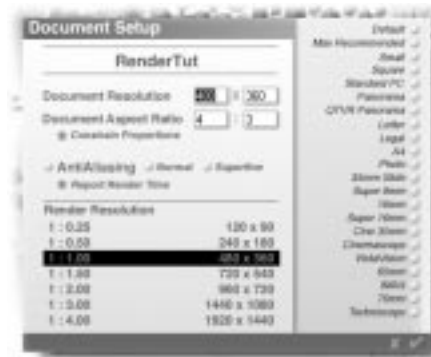 Document Setup
RenderTut
Document Resolution 480 x 360
Document Aspect Ratio 4 : 3
Constrain Proportions
AntiAliasing Normal Superfine
Report Render Time
Render Resolution
1 : 0.25 120 x 90
1 : 0.50 240 x 180
1 : 1.00 480 x 360
1 : 1.50 720 x 540
1 : 2.00 960 x 720
1 : 3.00 1440 x 1080
1 : 4.00 1920 x 1440
Default
Max Recommended
Small
Square
Standard PC
Panorama
QTVR Panorama
Letter
Legal
A4
Photo
35mm Slide
Super 8mm
16mm
Super 16mm
Cine 35mm
Cinemascope
VistaVision
65mm
IMAX
70mm
Techniscope